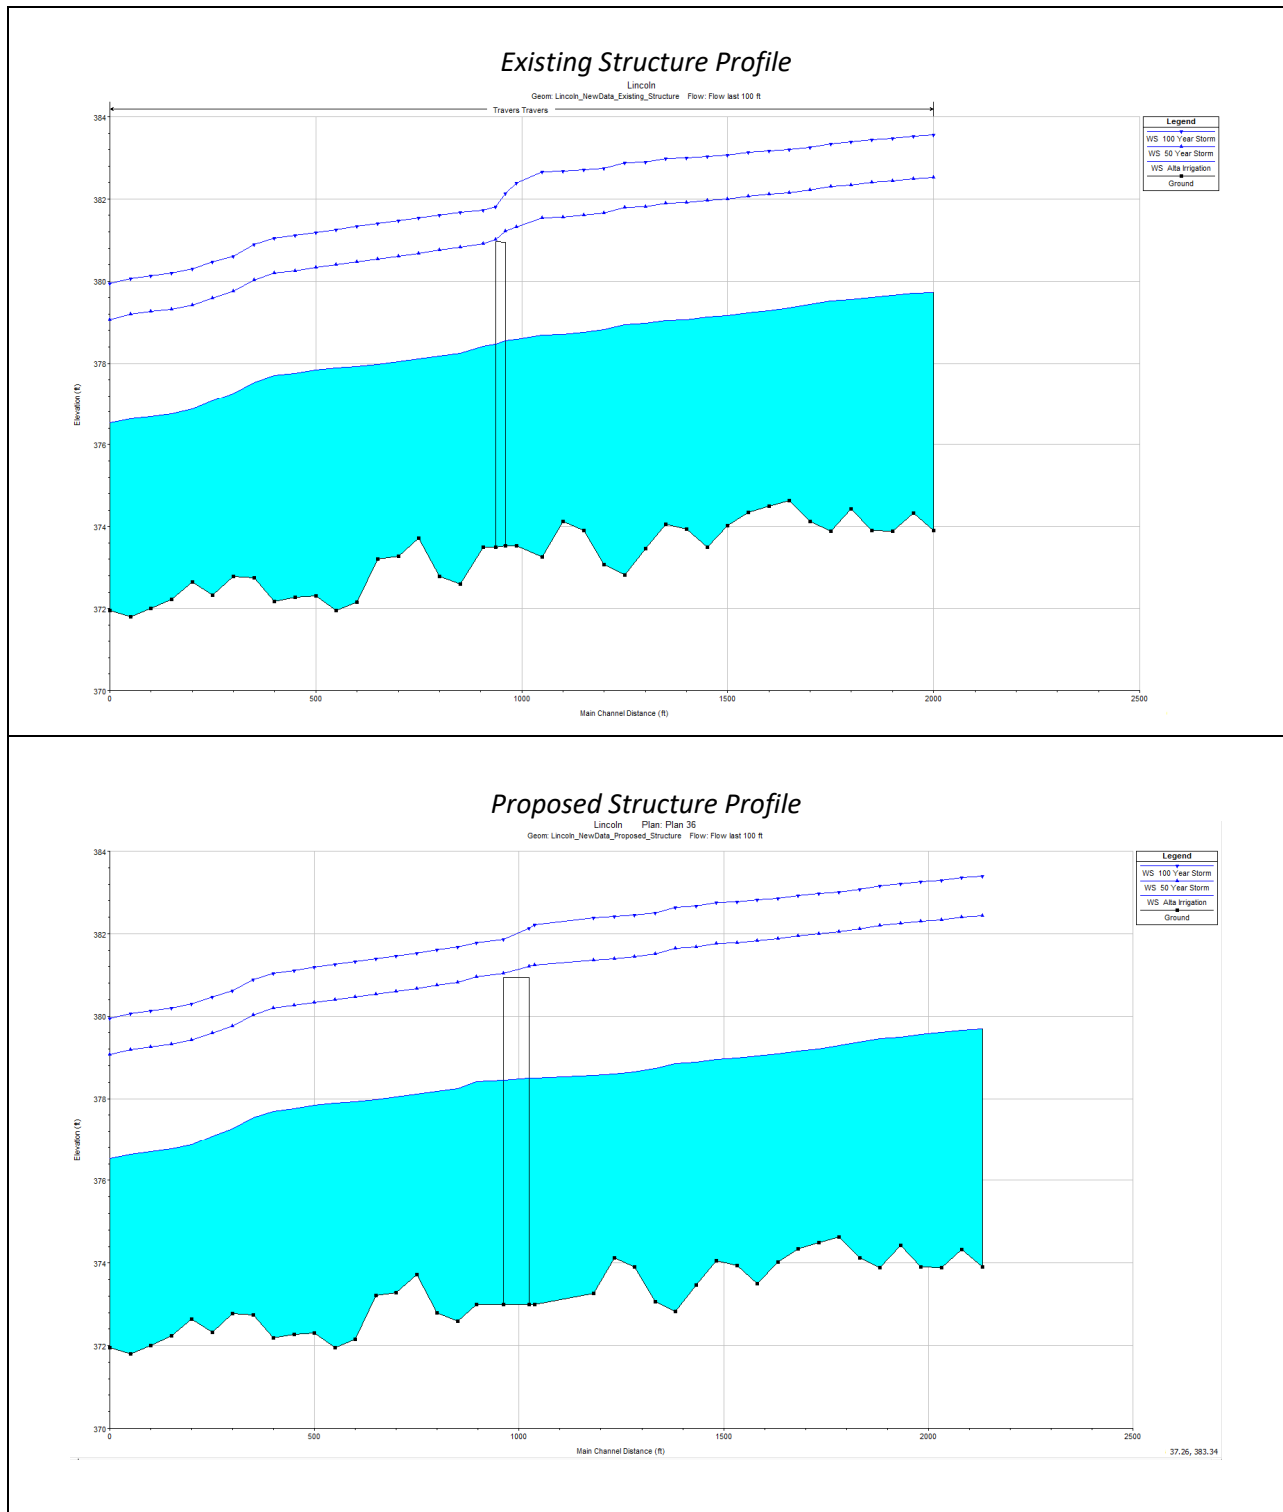 Existing Structure Profile
Lincoln
Geom: Lincoln_NewData_Existing_Structure Flow: Flow last 100 ft
Travers Travers
Legend
WS 100 Year Storm
WS 50 Year Storm
WS Alta Irrigation
Ground
384
382
380
378
376
374
372
370
Elevation (ft)
0 500 1000 1500 2000 2500
Main Channel Distance (ft)
Proposed Structure Profile
Lincoln Plan: Plan 36
Geom: Lincoln_NewData_Proposed_Structure Flow: Flow last 100 ft
Legend
WS 100 Year Storm
WS 50 Year Storm
WS Alta Irrigation
Ground
384
382
380
378
376
374
372
370
Elevation (ft)
0 500 1000 1500 2000 2500
Main Channel Distance (ft)
37.26, 383.34